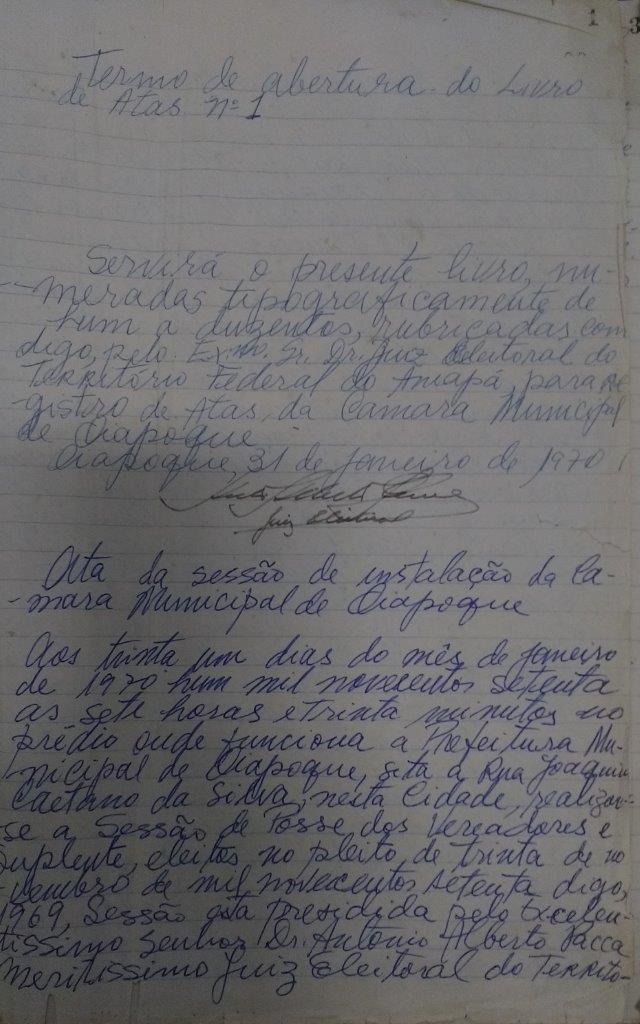 1
3
Termo de abertura do Livro
de Atas nº 1
Servirá o presente livro, nu-
meradas tipograficamente de
hum a duzentos, rubricadas com
digo, pelo Exmo. Sr. Dr. Juiz Eleitoral do
Território Federal do Amapá, para re
gistro de Atas, da Camara Municipal
de Oiapoque
Oiapoque 31 de janeiro de 1970
Juiz Eleitoral
Ata da sessão de instalação da Ca-
mara Municipal de Oiapoque
Aos trinta um dias do mês de janeiro
de 1970 hum mil novecentos setenta
as sete horas e trinta minutos no
prédio onde funciona a Prefeitura Mu-
nicipal de Oiapoque, sita a Rua Joaquim
Caetano da Silva, nesta Cidade, realizou-
se a Sessão de Posse dos Vereadores e
Suplente, eleitos no pleito, de trinta de no
vembro de mil novecentos setenta digo,
1969, Sessão esta presidida pelo Excelen-
tissimo Senhor Dr. Antônio Alberto Pacca
Meritissimo Juiz Eleitoral do Territó-